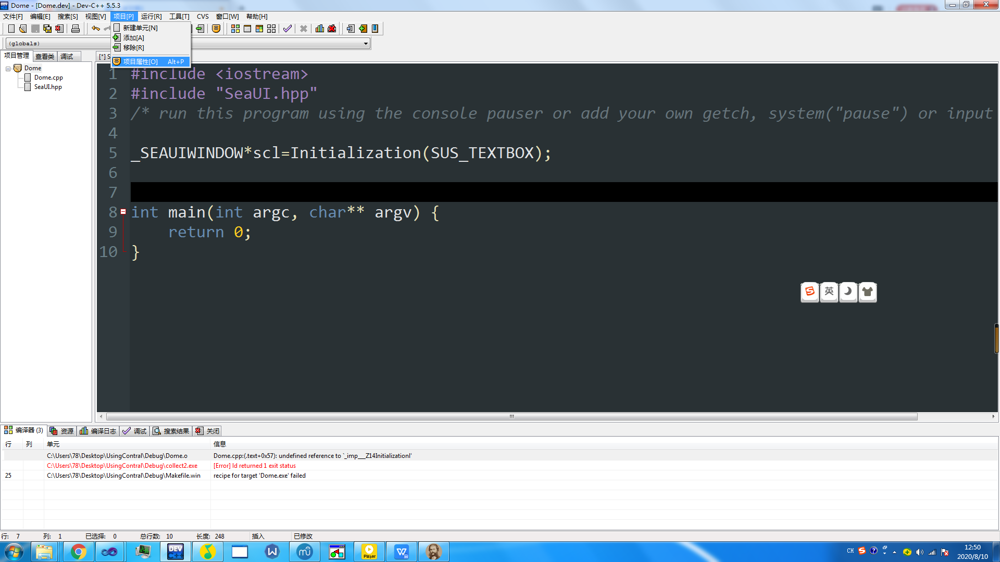 Dome - [Dome.dev] - Dev-C++ 5.5.3
文件[F] 编辑[E] 搜索[S] 视图[V] 项目[P] 运行[R] 工具[T] CVS 窗口[W] 帮助[H]
新建单元[N]
添加[A]
移除[R]
项目属性[O] Alt+P
(globals)
项目管理 查看类 调试
[*] S
Dome
Dome.cpp
SeaUI.hpp
1 #include <iostream>
2 #include "SeaUI.hpp"
3 /* run this program using the console pauser or add your own getch, system("pause") or input
4
5 _SEAUIWINDOW*scl=Initialization(SUS_TEXTBOX);
6
7
8 int main(int argc, char** argv) {
9 return 0;
10 }
英
编译器 (3) 资源 编译日志 调试 搜索结果 关闭
行 列 单元 信息
C:\Users\78\Desktop\UsingContral\Debug\Dome.o Dome.cpp:(.text+0x57): undefined reference to `_imp___Z14Initializationl'
C:\Users\78\Desktop\UsingContral\Debug\collect2.exe [Error] ld returned 1 exit status
25 C:\Users\78\Desktop\UsingContral\Debug\Makefile.win recipe for target 'Dome.exe' failed
行: 7 列: 1 已选择: 0 总行数: 10 长度: 248 插入 已修改
DEV C++
Player
CH
12:50
2020/8/10